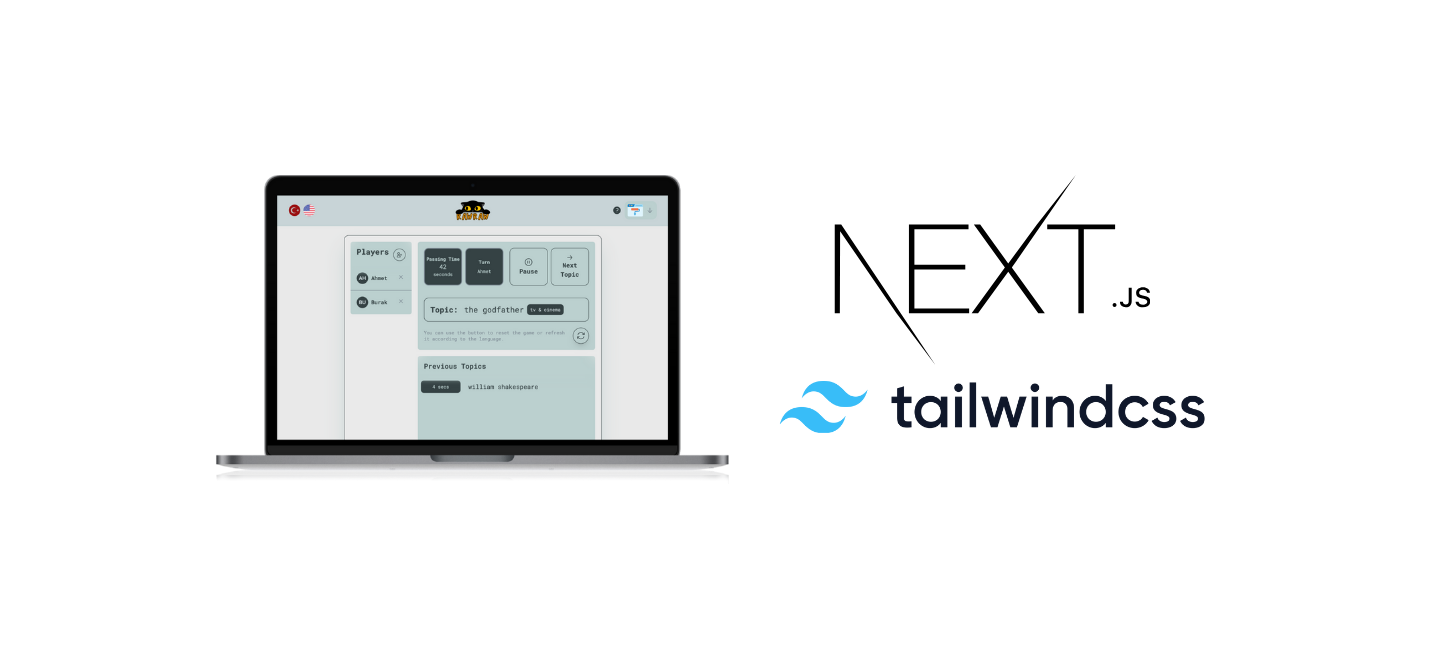 Players
AH Ahmet ×
BU Burak ×
Passing Time
42
seconds
Turn
Ahmet
Pause
Next
Topic
Topic: the godfather tv & cinema
You can use the button to reset the game or refresh
it according to the language.
Previous Topics
4 secs william shakespeare
NEXT
.JS
tailwindcss